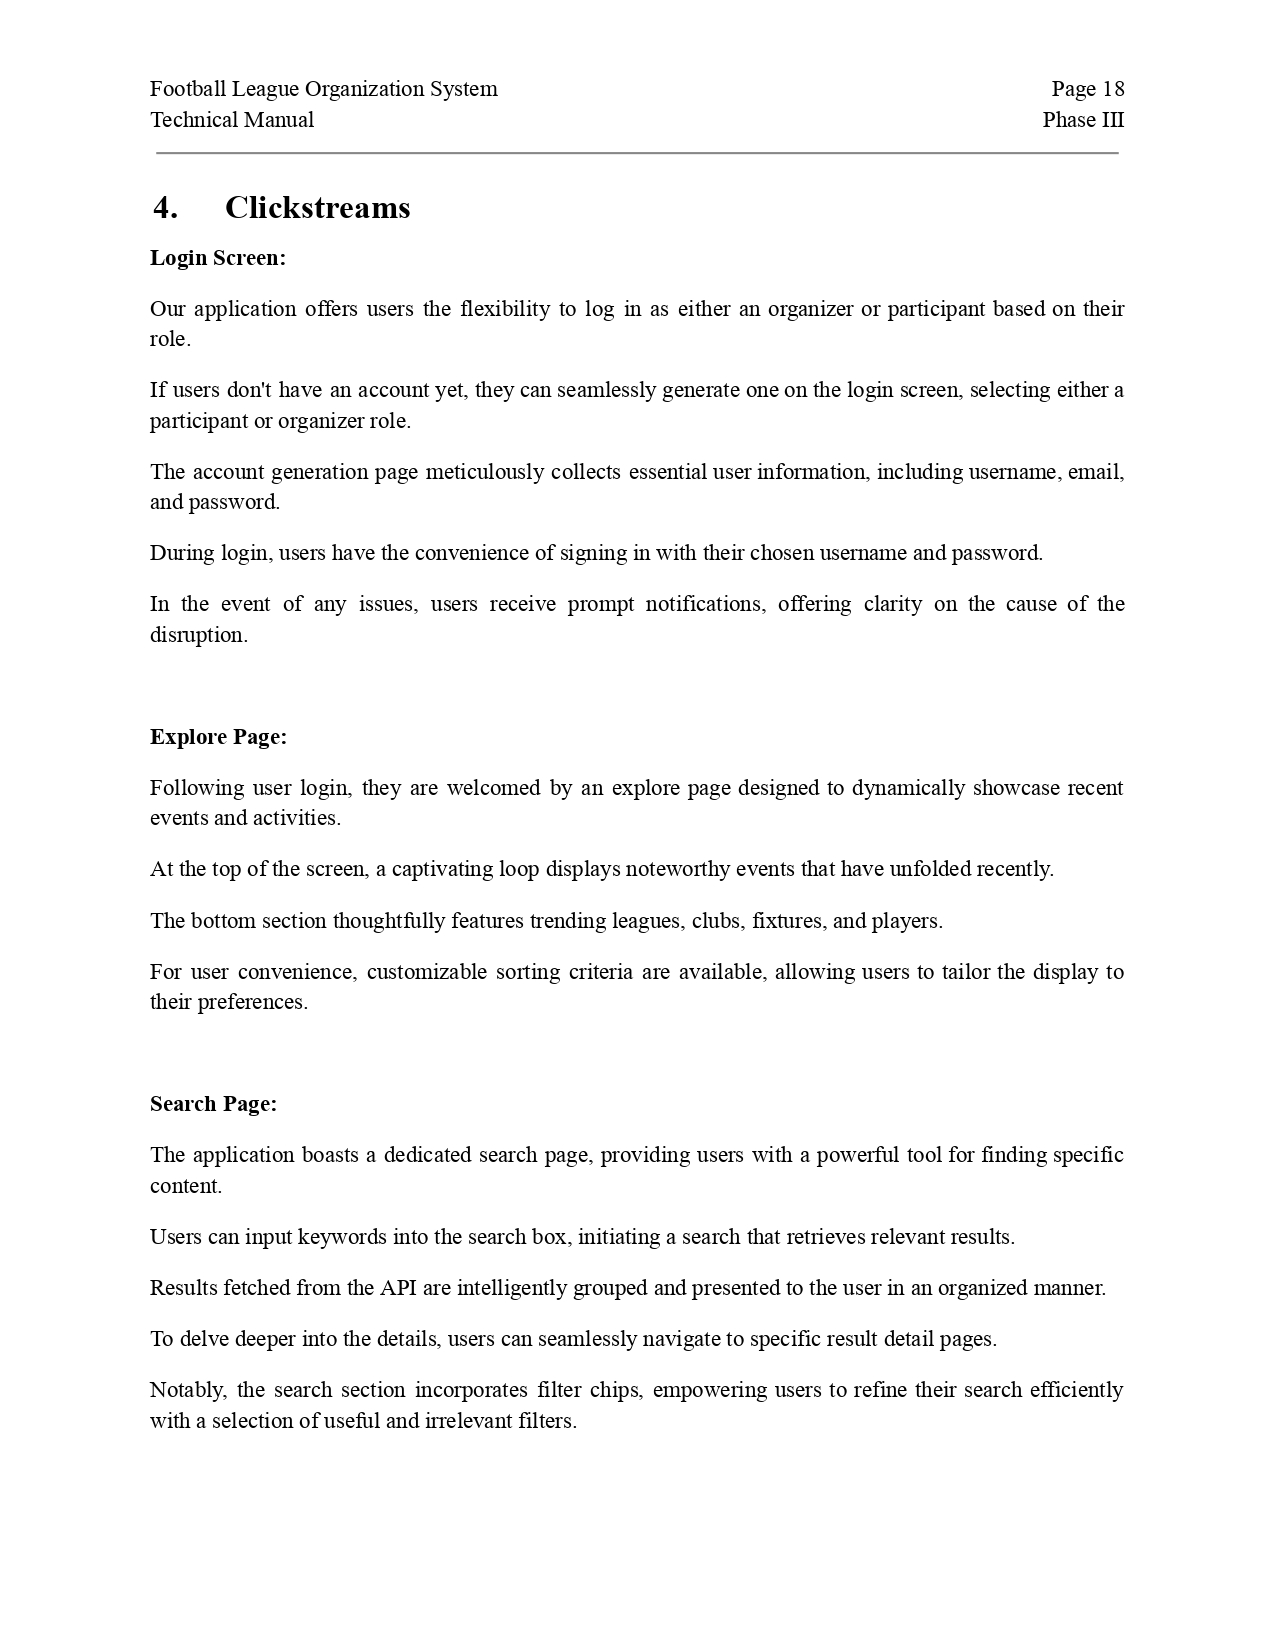 Football League Organization System Page 18
Technical Manual Phase III
4. Clickstreams
Login Screen:
Our application offers users the flexibility to log in as either an organizer or participant based on their
role.
If users don't have an account yet, they can seamlessly generate one on the login screen, selecting either a
participant or organizer role.
The account generation page meticulously collects essential user information, including username, email,
and password.
During login, users have the convenience of signing in with their chosen username and password.
In the event of any issues, users receive prompt notifications, offering clarity on the cause of the
disruption.
Explore Page:
Following user login, they are welcomed by an explore page designed to dynamically showcase recent
events and activities.
At the top of the screen, a captivating loop displays noteworthy events that have unfolded recently.
The bottom section thoughtfully features trending leagues, clubs, fixtures, and players.
For user convenience, customizable sorting criteria are available, allowing users to tailor the display to
their preferences.
Search Page:
The application boasts a dedicated search page, providing users with a powerful tool for finding specific
content.
Users can input keywords into the search box, initiating a search that retrieves relevant results.
Results fetched from the API are intelligently grouped and presented to the user in an organized manner.
To delve deeper into the details, users can seamlessly navigate to specific result detail pages.
Notably, the search section incorporates filter chips, empowering users to refine their search efficiently
with a selection of useful and irrelevant filters.